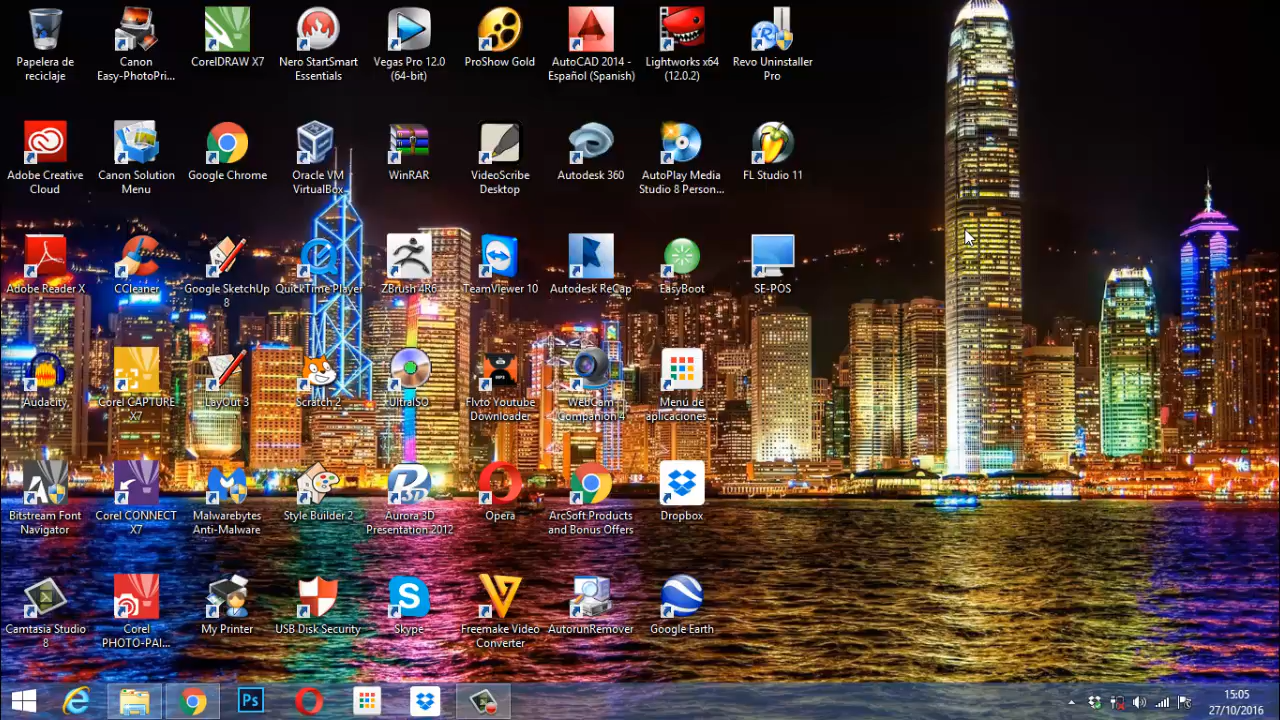 Papelera de
reciclaje
Canon
Easy-PhotoPri...
CorelDRAW X7
StartSmart
Essentials
Vegas Pro 12.0
(64-bit)
ProShow Gold
AutoCAD 2014 -
Español (Spanish)
Lightworks x64
(12.0.2)
Revo Uninstaller
Pro
Adobe Creative
Cloud
Canon Solution
Menu
Google Chrome
Oracle VM
VirtualBox
WinRAR
VideoScribe
Desktop
Autodesk 360
AutoPlay Media
Studio 8 Person...
FL Studio 11
Adobe Reader X
CCleaner
Google SketchUp
8
QuickTime Player
ZBrush 4R6
TeamViewer 10
Autodesk ReCap
EasyBoot
SE-POS
Audacity
Corel CAPTURE
X7
LayOut 3
Scratch 2
UltraISO
Flvto Youtube
Downloader
WebCam
Companion 4
Menú de
aplicaciones ...
Bitstream Font
Navigator
Corel CONNECT
X7
Malwarebytes
Anti-Malware
Style Builder 2
Aurora 3D
Presentation 2012
Opera
ArcSoft Products
and Bonus Offers
Dropbox
Camtasia Studio
8
Corel
PHOTO-PAI...
My Printer
USB Disk Security
Skype
Freemake Video
Converter
AutorunRemover
Google Earth
Ps
15:05
27/10/2016